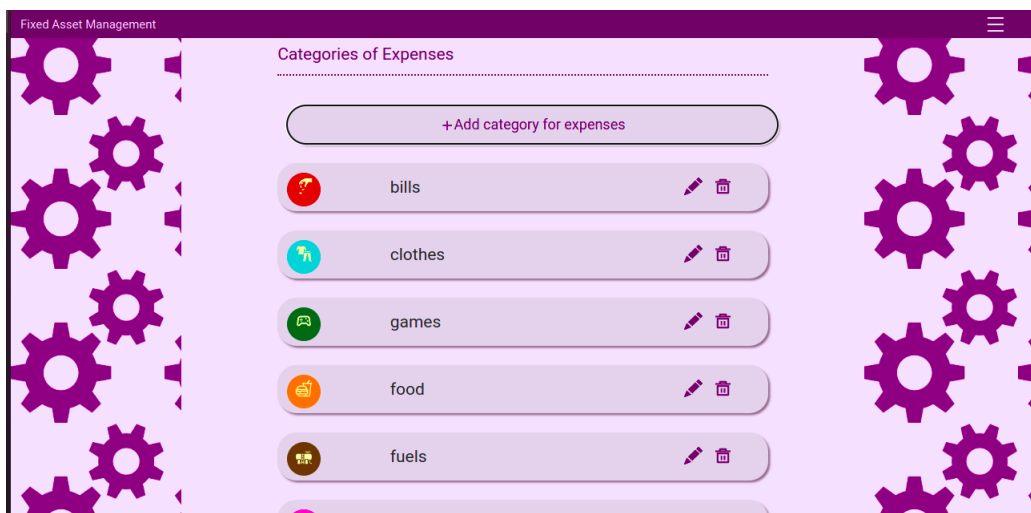 Fixed Asset Management
Categories of Expenses
+Add category for expenses
bills
clothes
games
food
fuels